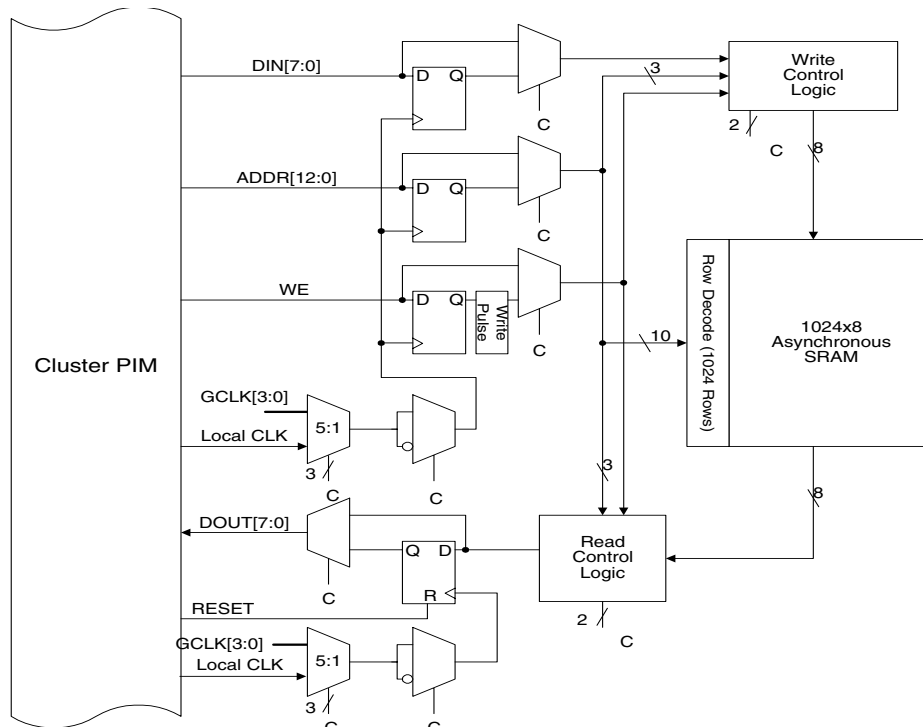 DIN[7:0]
D Q
C
3
Write
Control
Logic
2
C
8
ADDR[12:0]
D Q
C
WE
D Q
Write
Pulse
C
10
Row Decode (1024 Rows)
1024x8
Asynchronous
SRAM
Cluster PIM
GCLK[3:0]
Local CLK
5:1
3
C
C
3
8
DOUT[7:0]
C
Q D
R
Read
Control
Logic
2
C
RESET
GCLK[3:0]
Local CLK
5:1
3
C
C